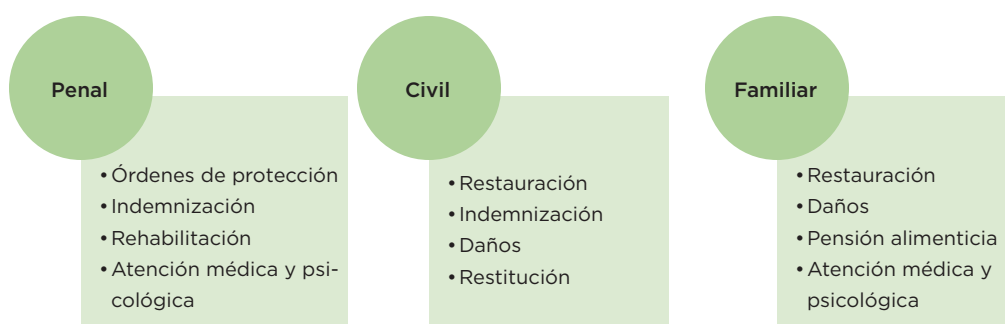 Penal
• Órdenes de protección
• Indemnización
• Rehabilitación
• Atención médica y psi-
cológica
Civil
• Restauración
• Indemnización
• Daños
• Restitución
Familiar
• Restauración
• Daños
• Pensión alimenticia
• Atención médica y
psicológica